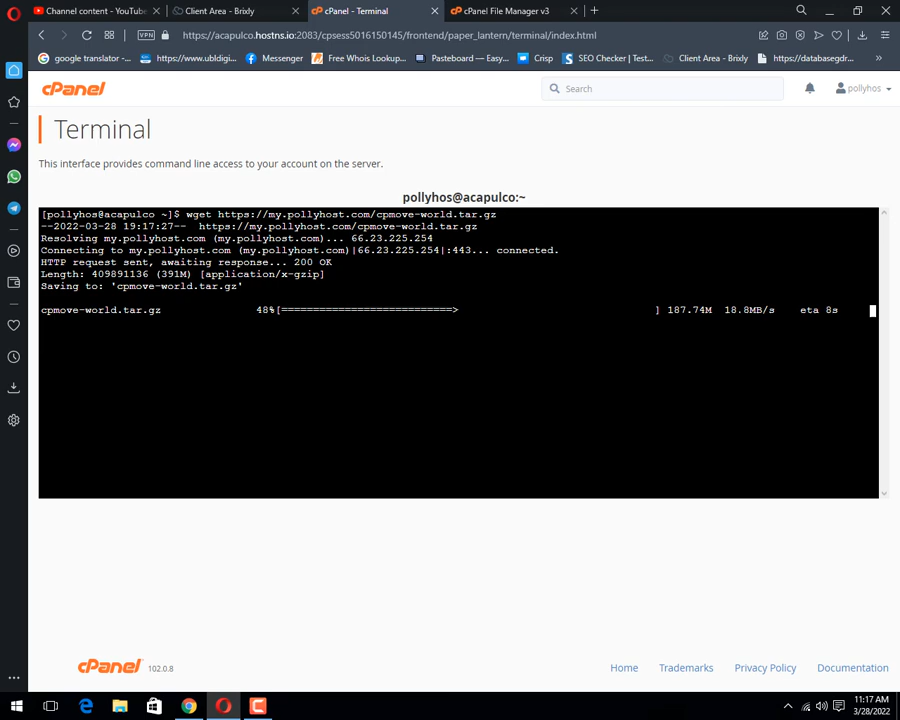 Channel content - YouTube
Client Area - Brixly
cPanel - Terminal
cPanel File Manager v3
VPN
https://acapulco.hostns.io:2083/cpsess5016150145/frontend/paper_lantern/terminal/index.html
google translator -...
https://www.ubldigi...
Messenger
Free Whois Lookup...
Pasteboard — Easy...
Crisp
SEO Checker | Test...
Client Area - Brixly
https://databasegdr...
»
cPanel
Search
pollyhos
Terminal
This interface provides command line access to your account on the server.
pollyhos@acapulco:~
[pollyhos@acapulco ~]$ wget https://my.pollyhost.com/cpmove-world.tar.gz
--2022-03-28 19:17:27-- https://my.pollyhost.com/cpmove-world.tar.gz
Resolving my.pollyhost.com (my.pollyhost.com)... 66.23.225.254
Connecting to my.pollyhost.com (my.pollyhost.com)|66.23.225.254|:443... connected.
HTTP request sent, awaiting response... 200 OK
Length: 409891136 (391M) [application/x-gzip]
Saving to: 'cpmove-world.tar.gz'
cpmove-world.tar.gz 48%[===========================> ] 187.74M 18.8MB/s eta 8s
cPanel 102.0.8
Home Trademarks Privacy Policy Documentation
11:17 AM
3/28/2022